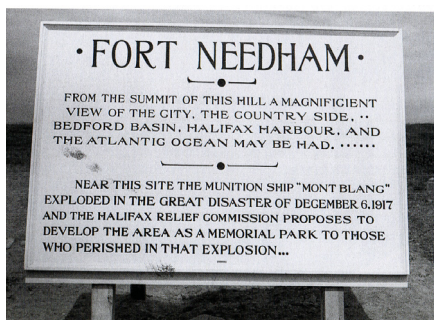 · FORT NEEDHAM ·
FROM THE SUMMIT OF THIS HILL A MAGNIFICIENT
VIEW OF THE CITY, THE COUNTRY SIDE, ··
BEDFORD BASIN, HALIFAX HARBOUR, AND
THE ATLANTIC OCEAN MAY BE HAD. ······
NEAR THIS SITE THE MUNITION SHIP "MONT BLANG"
EXPLODED IN THE GREAT DISASTER OF DECEMBER 6, 1917
AND THE HALIFAX RELIEF COMMISSION PROPOSES TO
DEVELOP THE AREA AS A MEMORIAL PARK TO THOSE
WHO PERISHED IN THAT EXPLOSION...